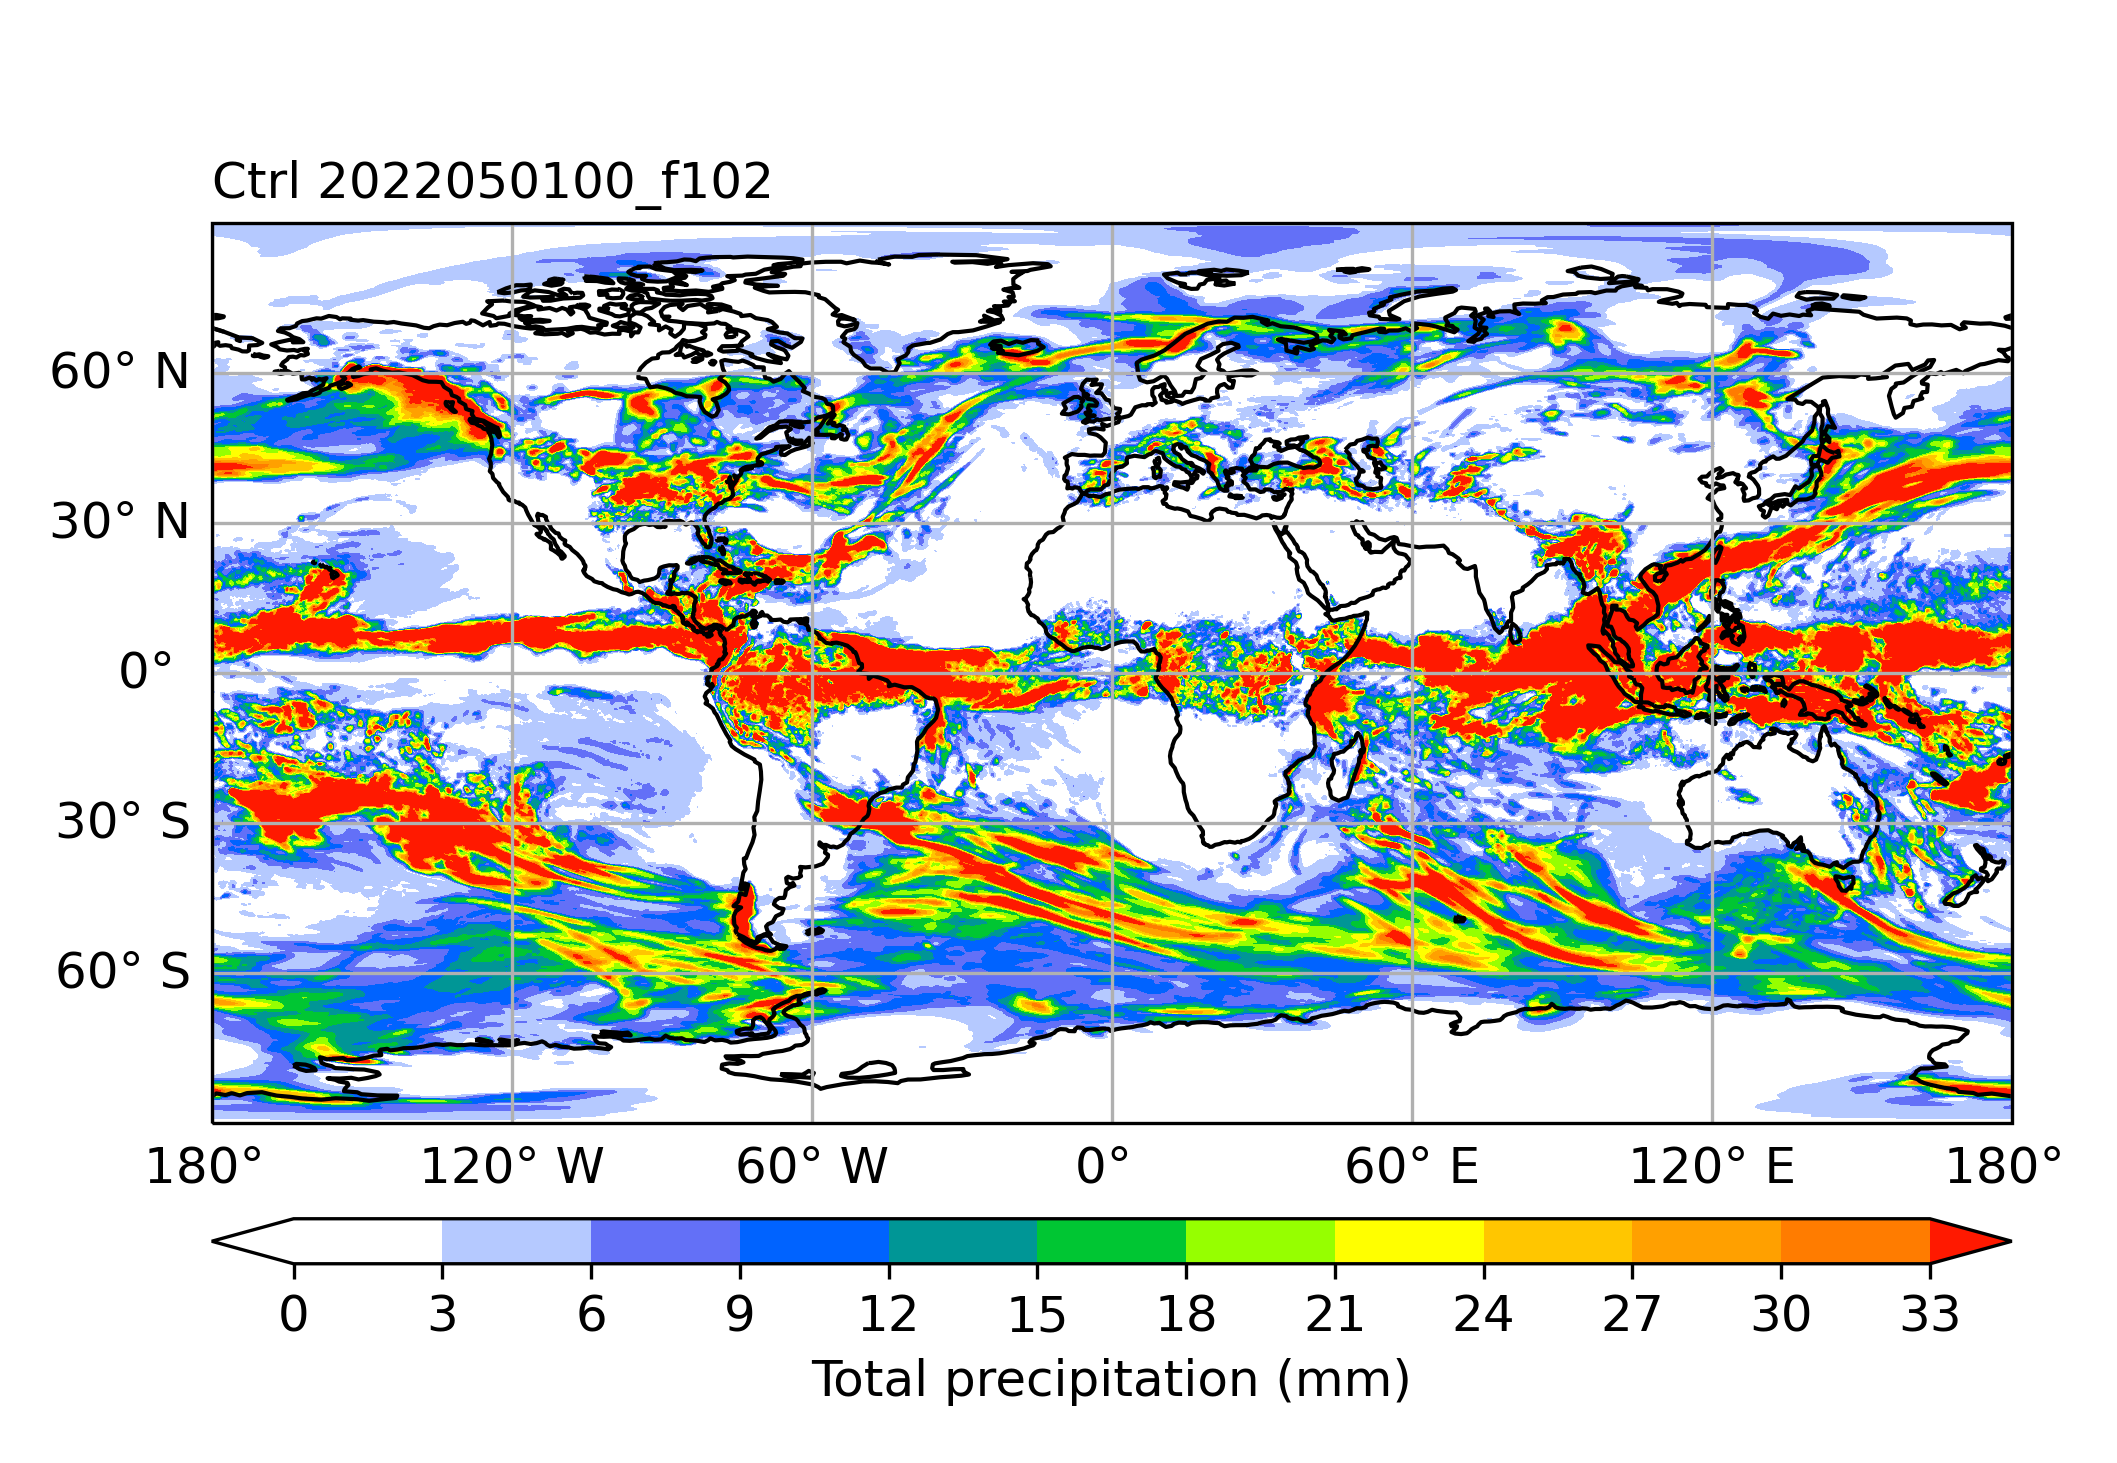 Ctrl 2022050100_f102
60° N
30° N
0°
30° S
60° S
180° 120° W 60° W 0° 60° E 120° E 180°
0 3 6 9 12 15 18 21 24 27 30 33
Total precipitation (mm)